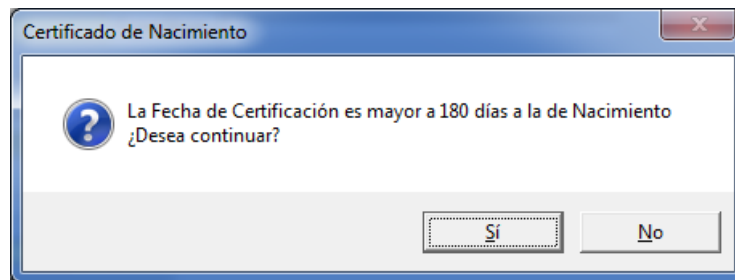 Certificado de Nacimiento
La Fecha de Certificación es mayor a 180 días a la de Nacimiento
¿Desea continuar?
Sí No